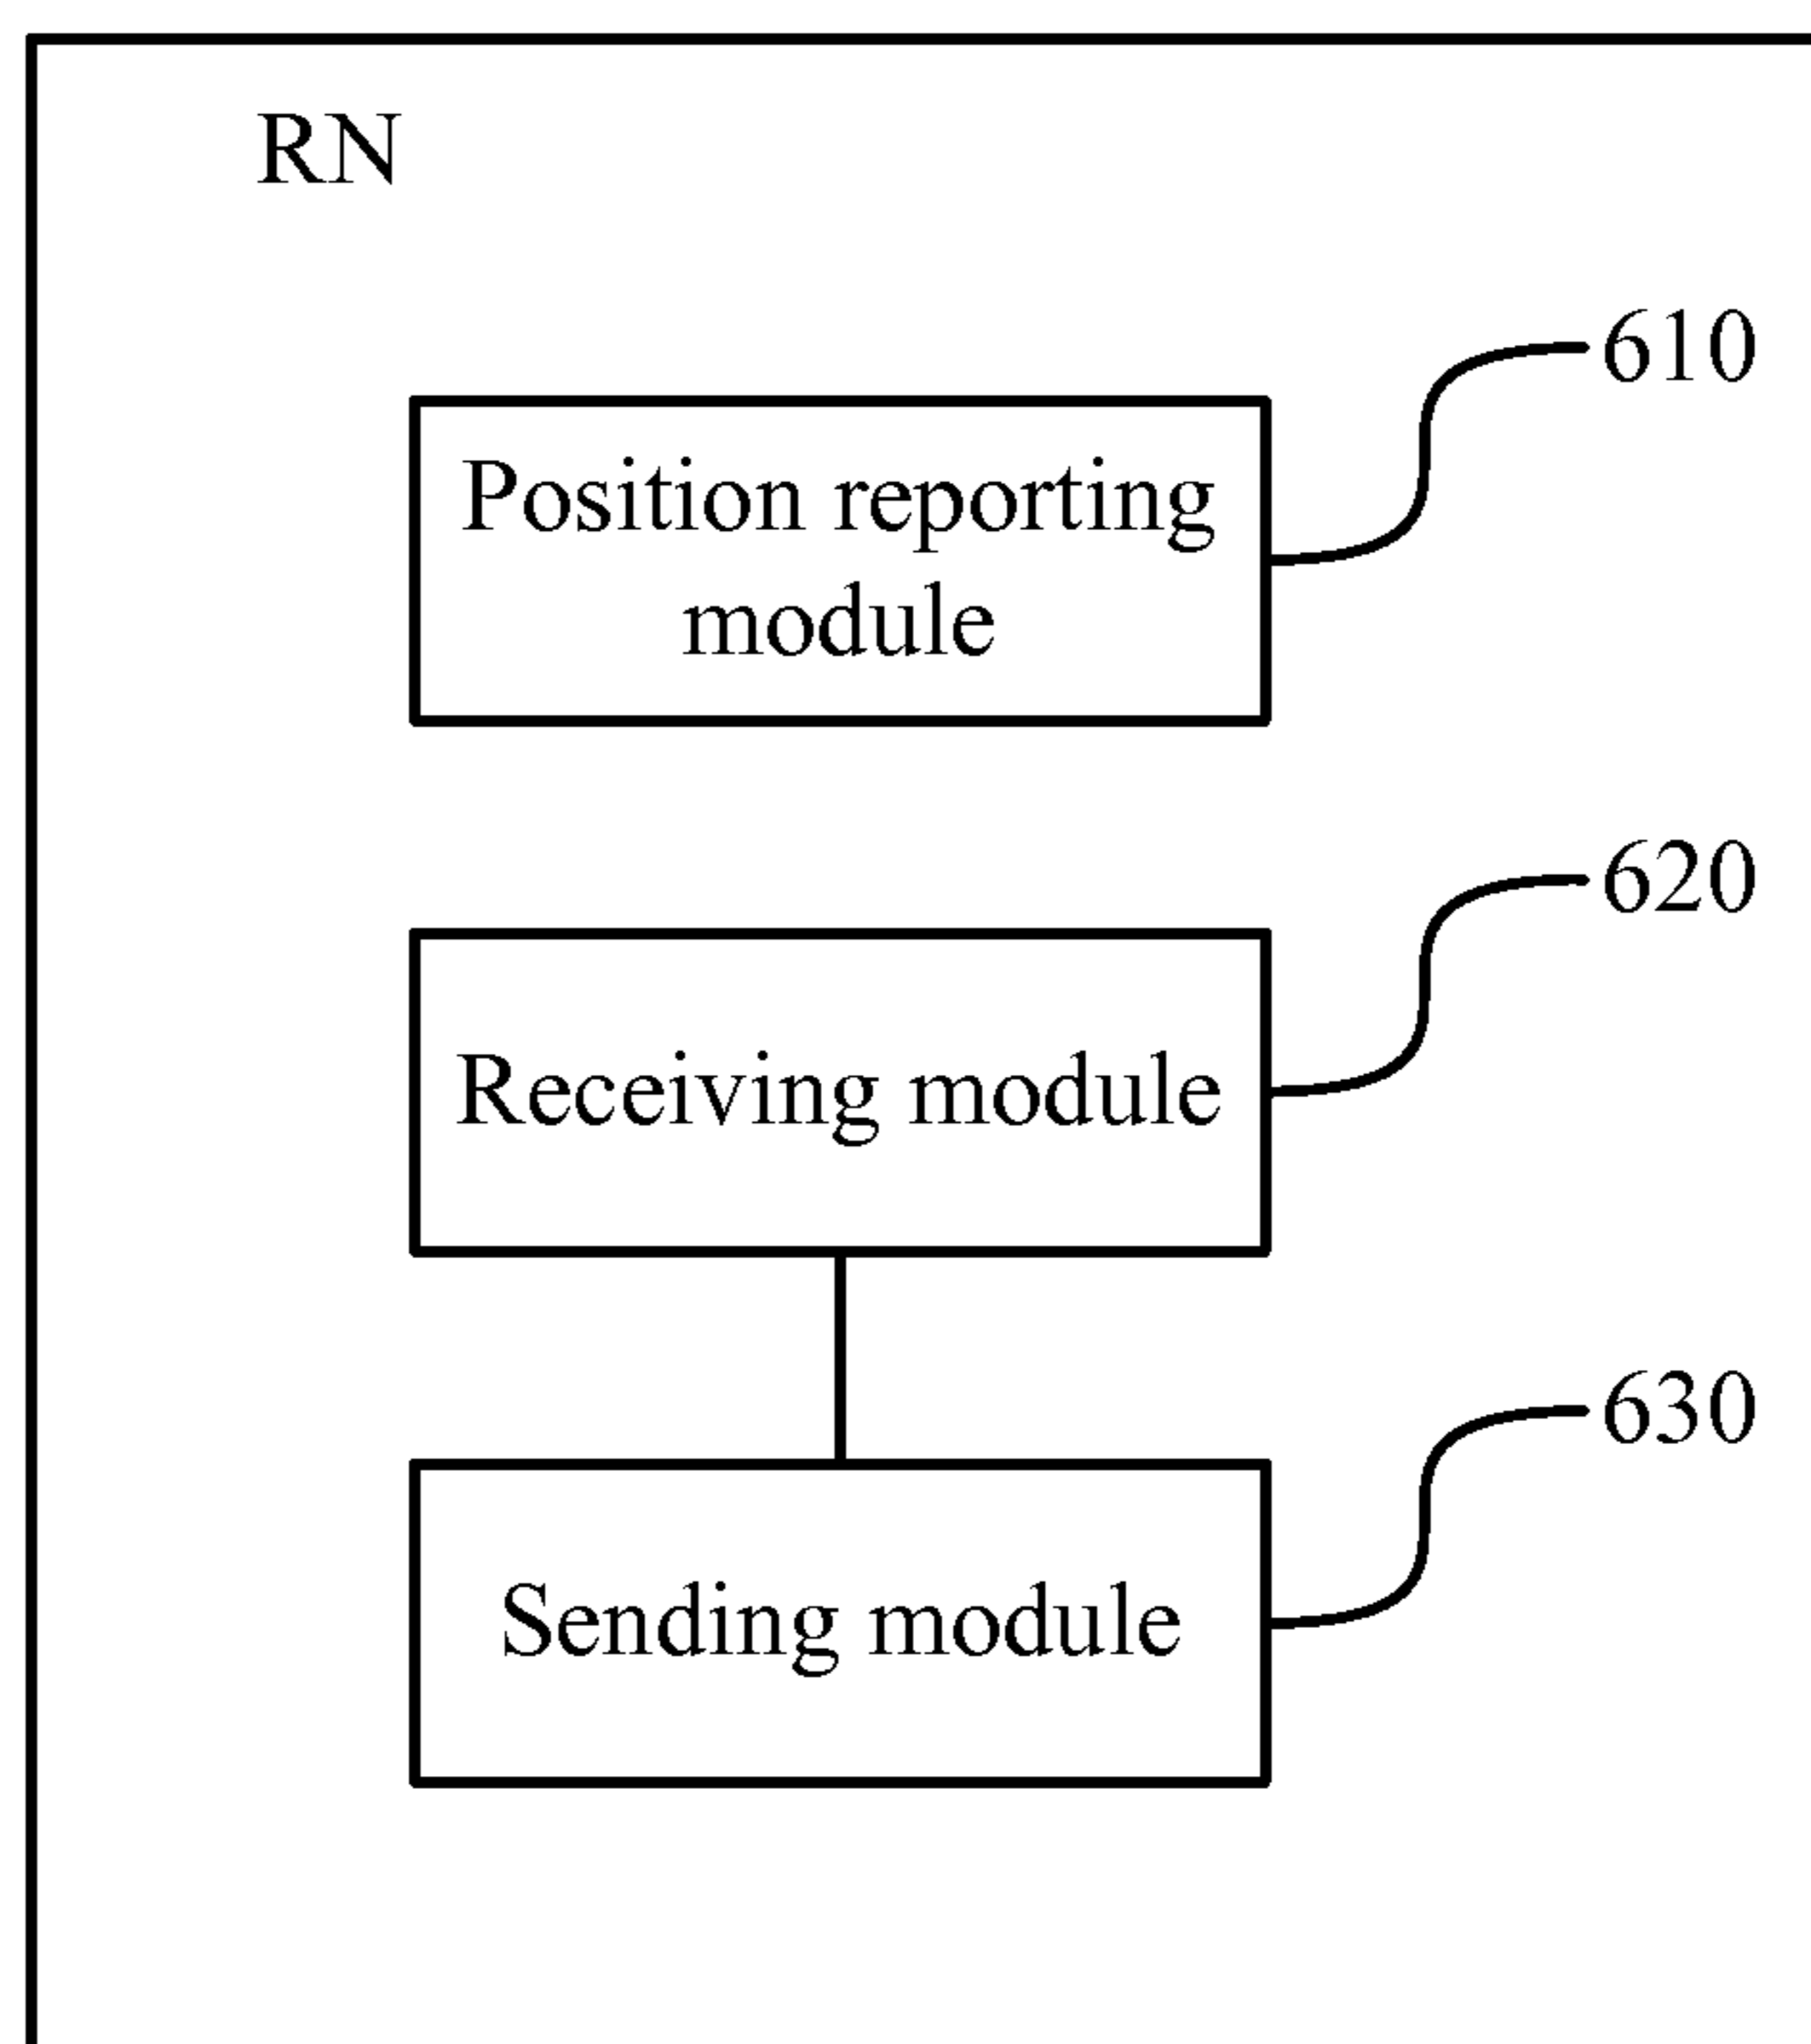 RN
610
Position reporting
module
620
Receiving module
630
Sending module